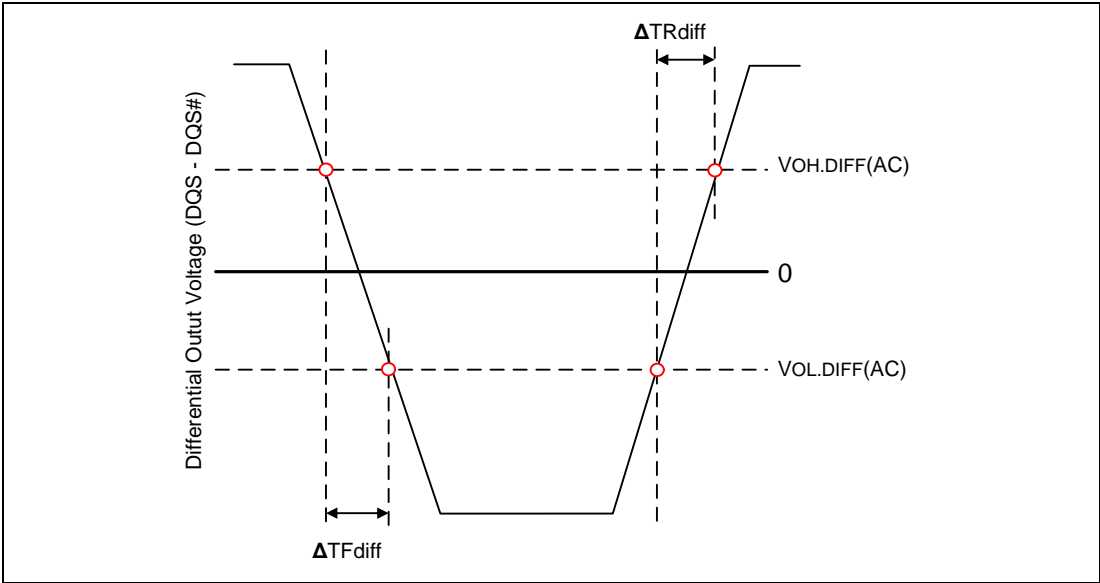 ΔTRdiff
Differential Outut Voltage (DQS - DQS#)
VOH.DIFF(AC)
0
VOL.DIFF(AC)
ΔTFdiff